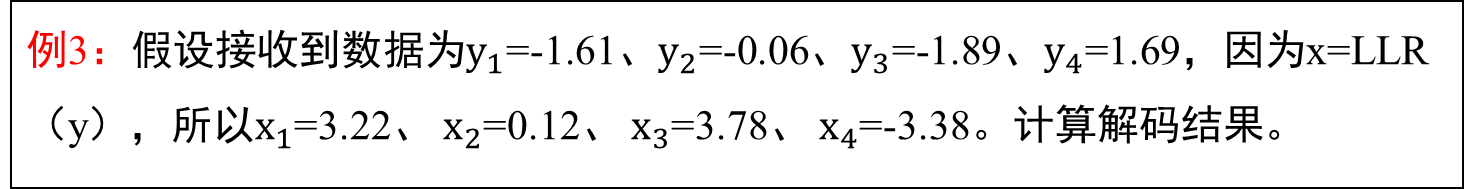 例3：假设接收到数据为y₁=-1.61、y₂=-0.06、y₃=-1.89、y₄=1.69，因为x=LLR
（y），所以x₁=3.22、 x₂=0.12、 x₃=3.78、 x₄=-3.38。计算解码结果。